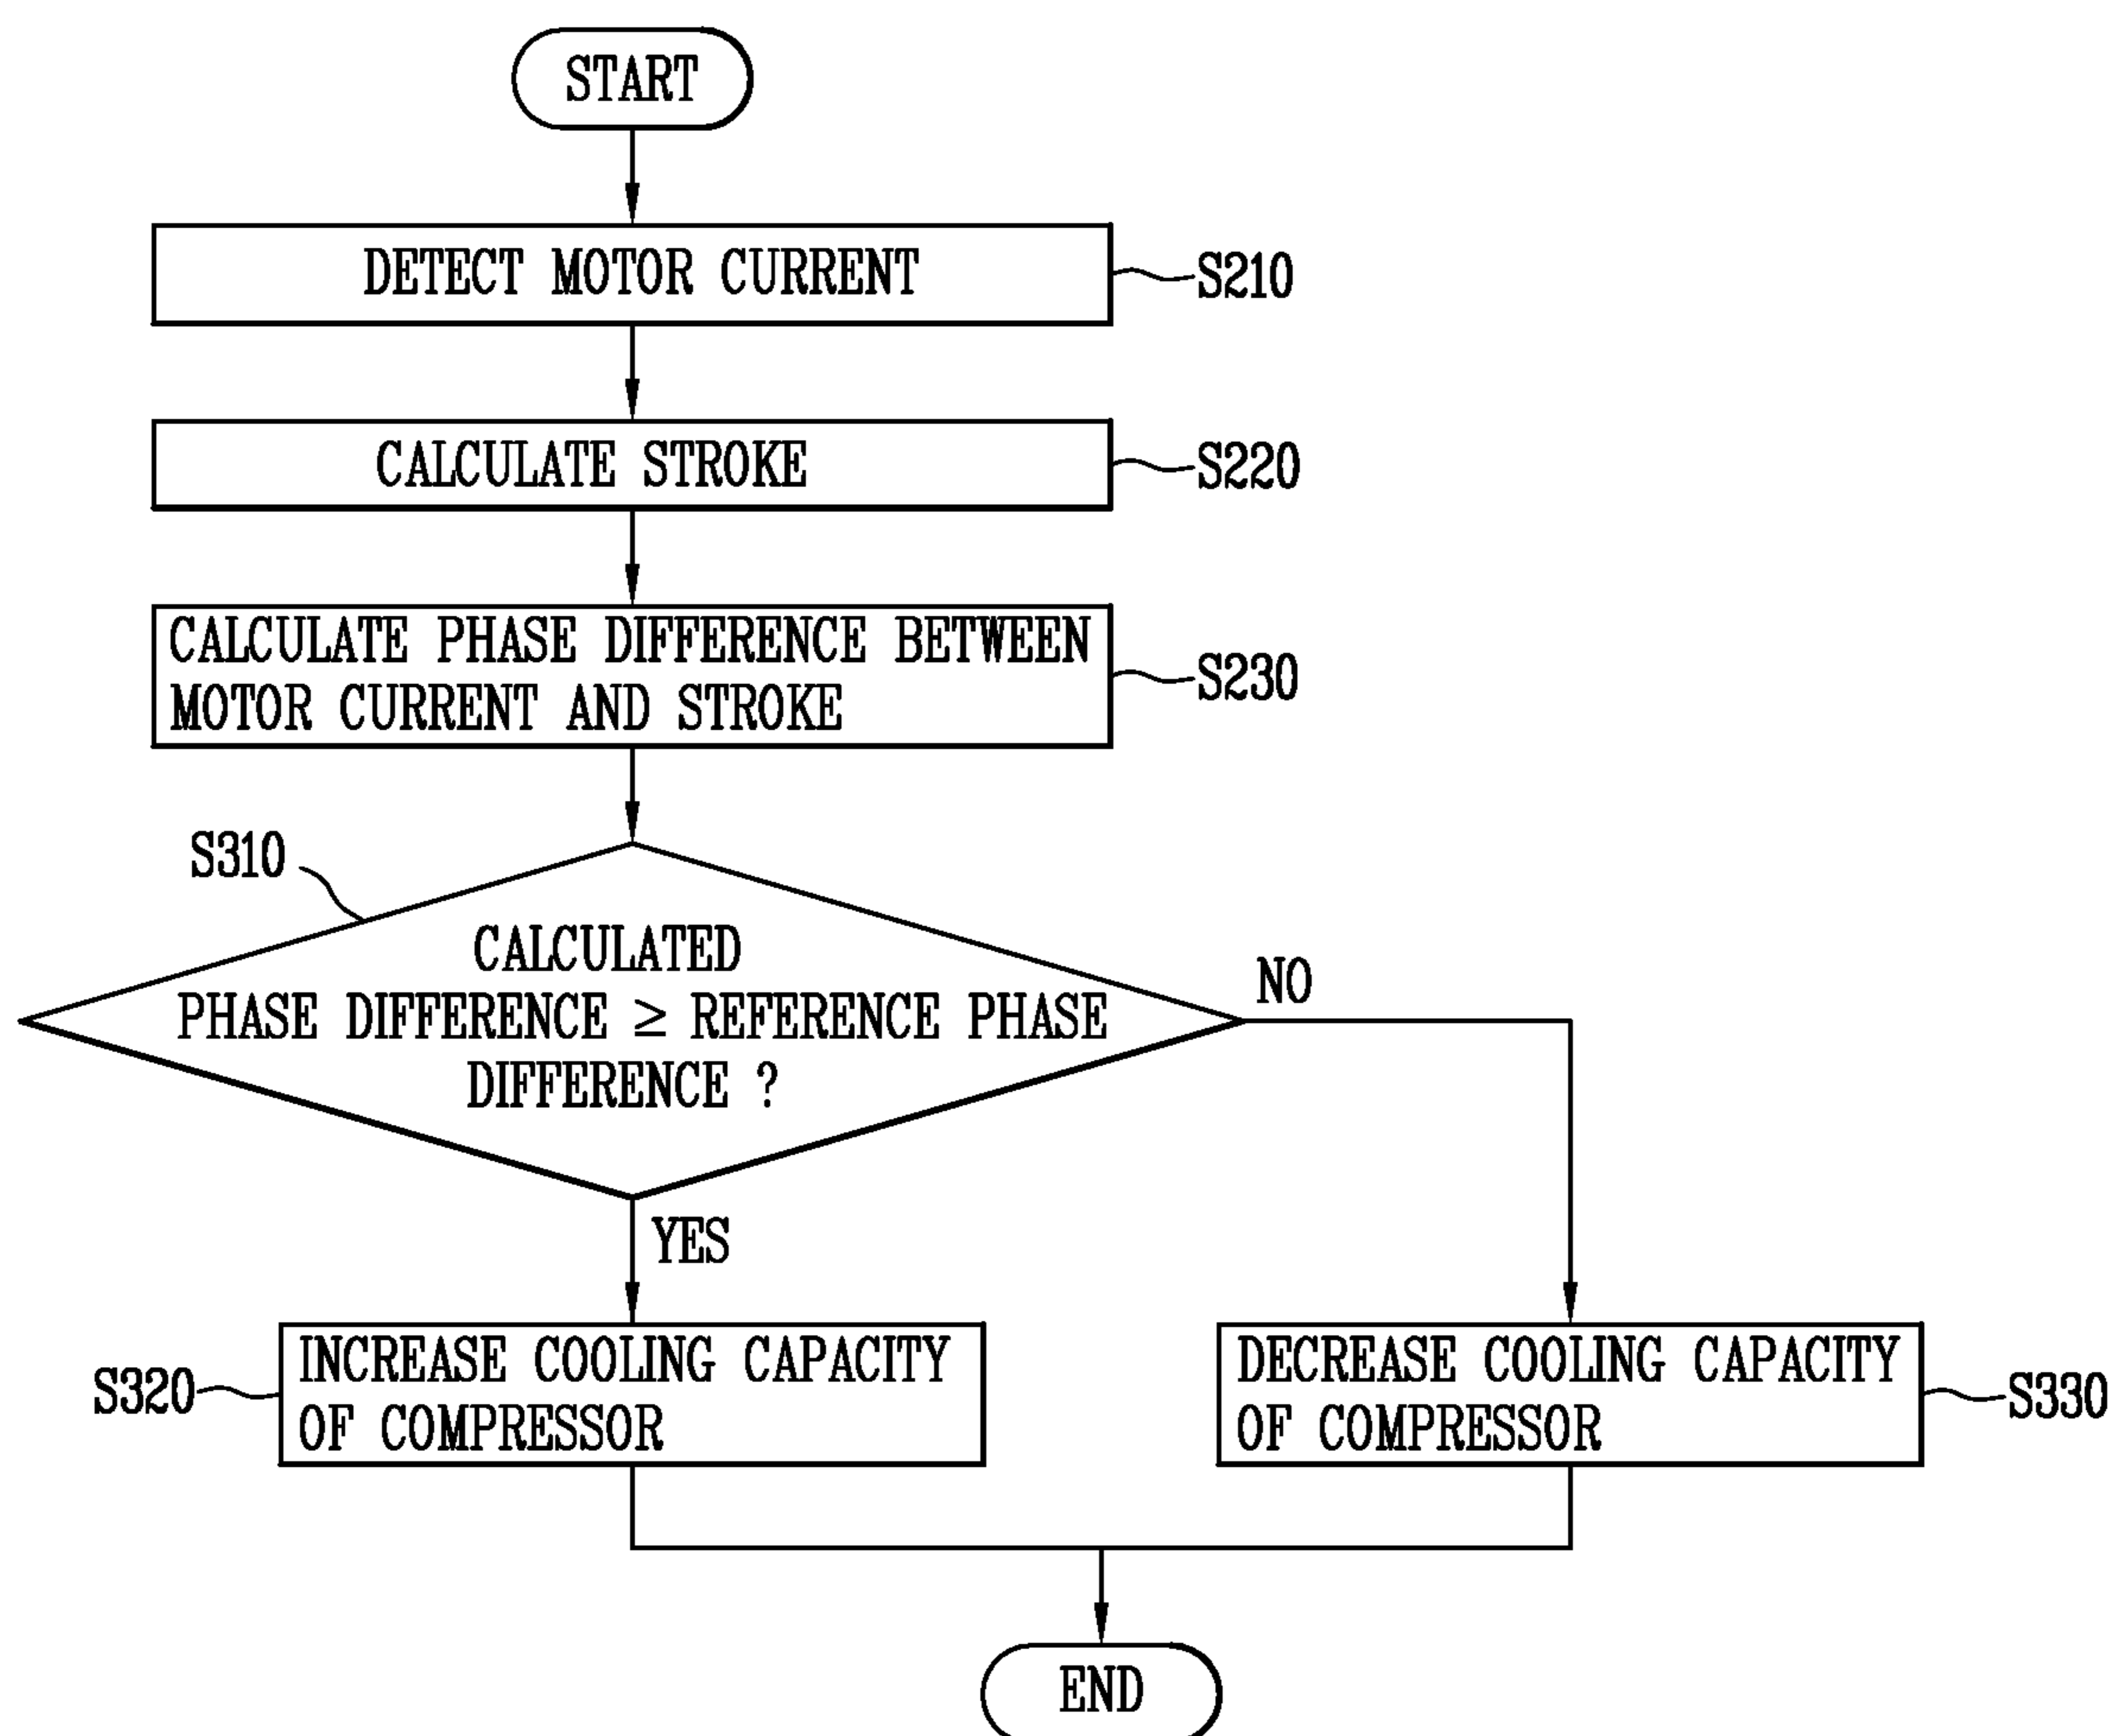 START
DETECT MOTOR CURRENT
S210
CALCULATE STROKE
S220
CALCULATE PHASE DIFFERENCE BETWEEN
MOTOR CURRENT AND STROKE
S230
S310
CALCULATED
PHASE DIFFERENCE ≥ REFERENCE PHASE
DIFFERENCE ?
NO
YES
S320
INCREASE COOLING CAPACITY
OF COMPRESSOR
DECREASE COOLING CAPACITY
OF COMPRESSOR
S330
END